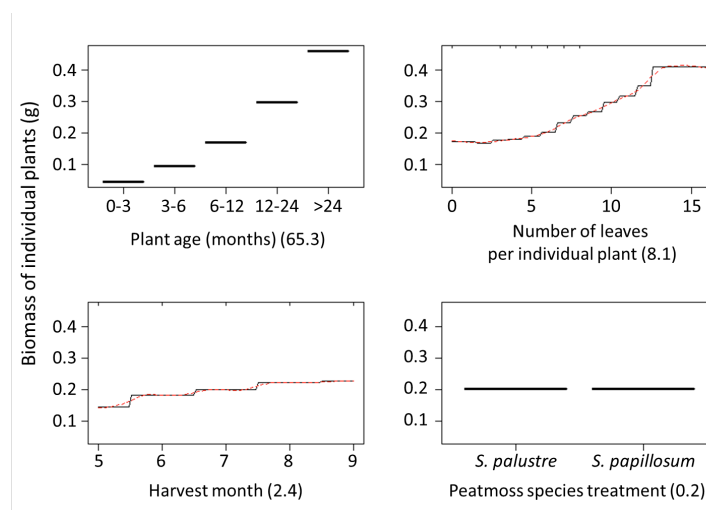 Biomass of individual plants (g)
0.4
0.3
0.2
0.1
0-3 3-6 6-12 12-24 >24
Plant age (months) (65.3)
0.4
0.3
0.2
0.1
0 5 10 15
Number of leaves
per individual plant (8.1)
0.4
0.3
0.2
0.1
5 6 7 8 9
Harvest month (2.4)
0.4
0.3
0.2
0.1
S. palustre S. papillosum
Peatmoss species treatment (0.2)